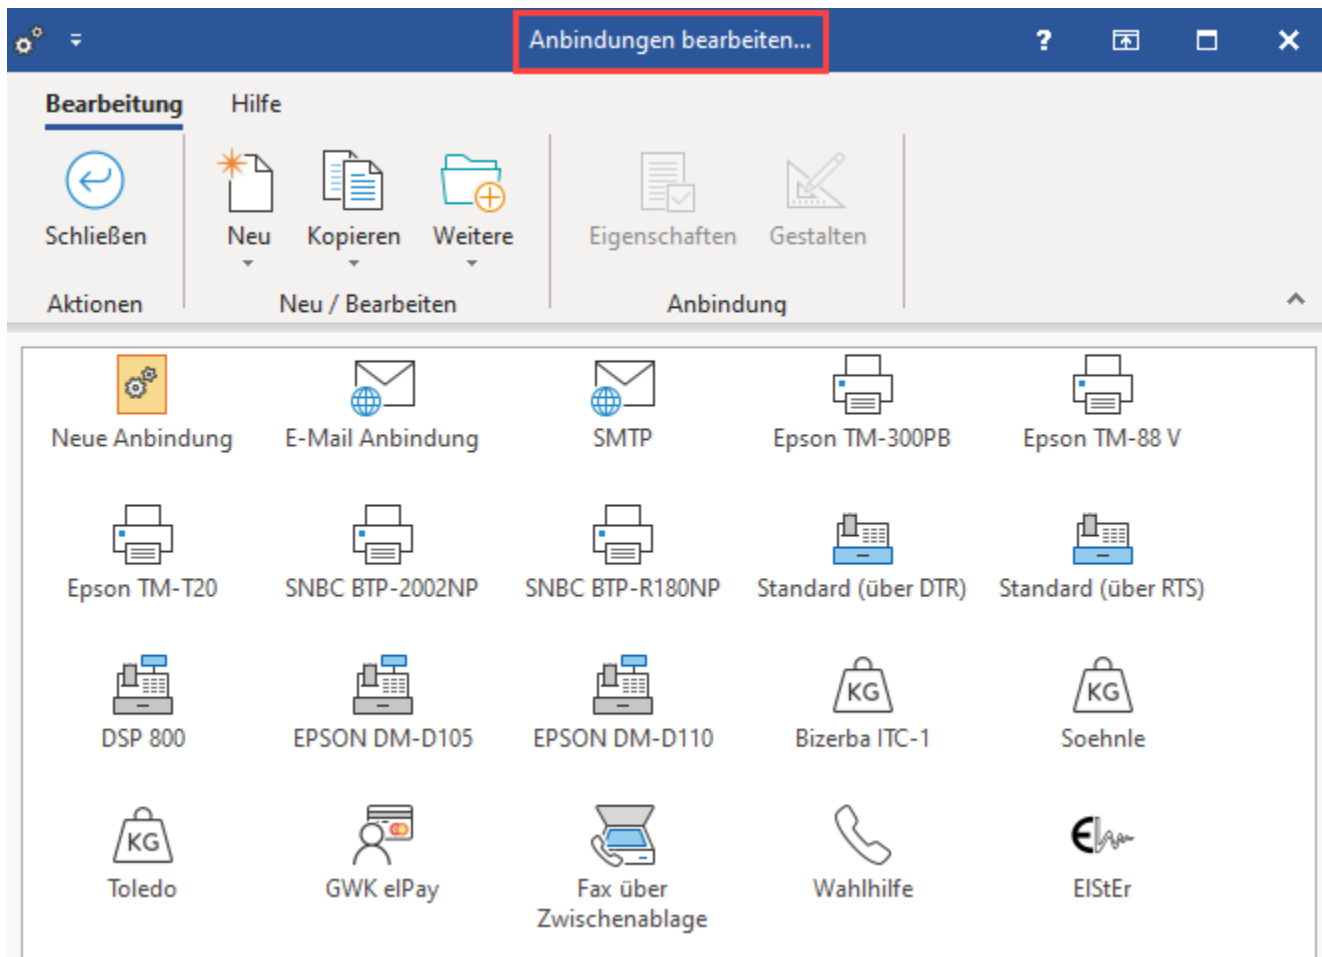 Anbindungen bearbeiten...
?
Bearbeitung Hilfe
Schließen Neu Kopieren Weitere Eigenschaften Gestalten
Aktionen Neu / Bearbeiten Anbindung
Neue Anbindung E-Mail Anbindung SMTP Epson TM-300PB Epson TM-88 V
Epson TM-T20 SNBC BTP-2002NP SNBC BTP-R180NP Standard (über DTR) Standard (über RTS)
KG KG
DSP 800 EPSON DM-D105 EPSON DM-D110 Bizerba ITC-1 Soehnle
KG
Toledo GWK elPay Fax über Wahlhilfe ElStEr
Zwischenablage